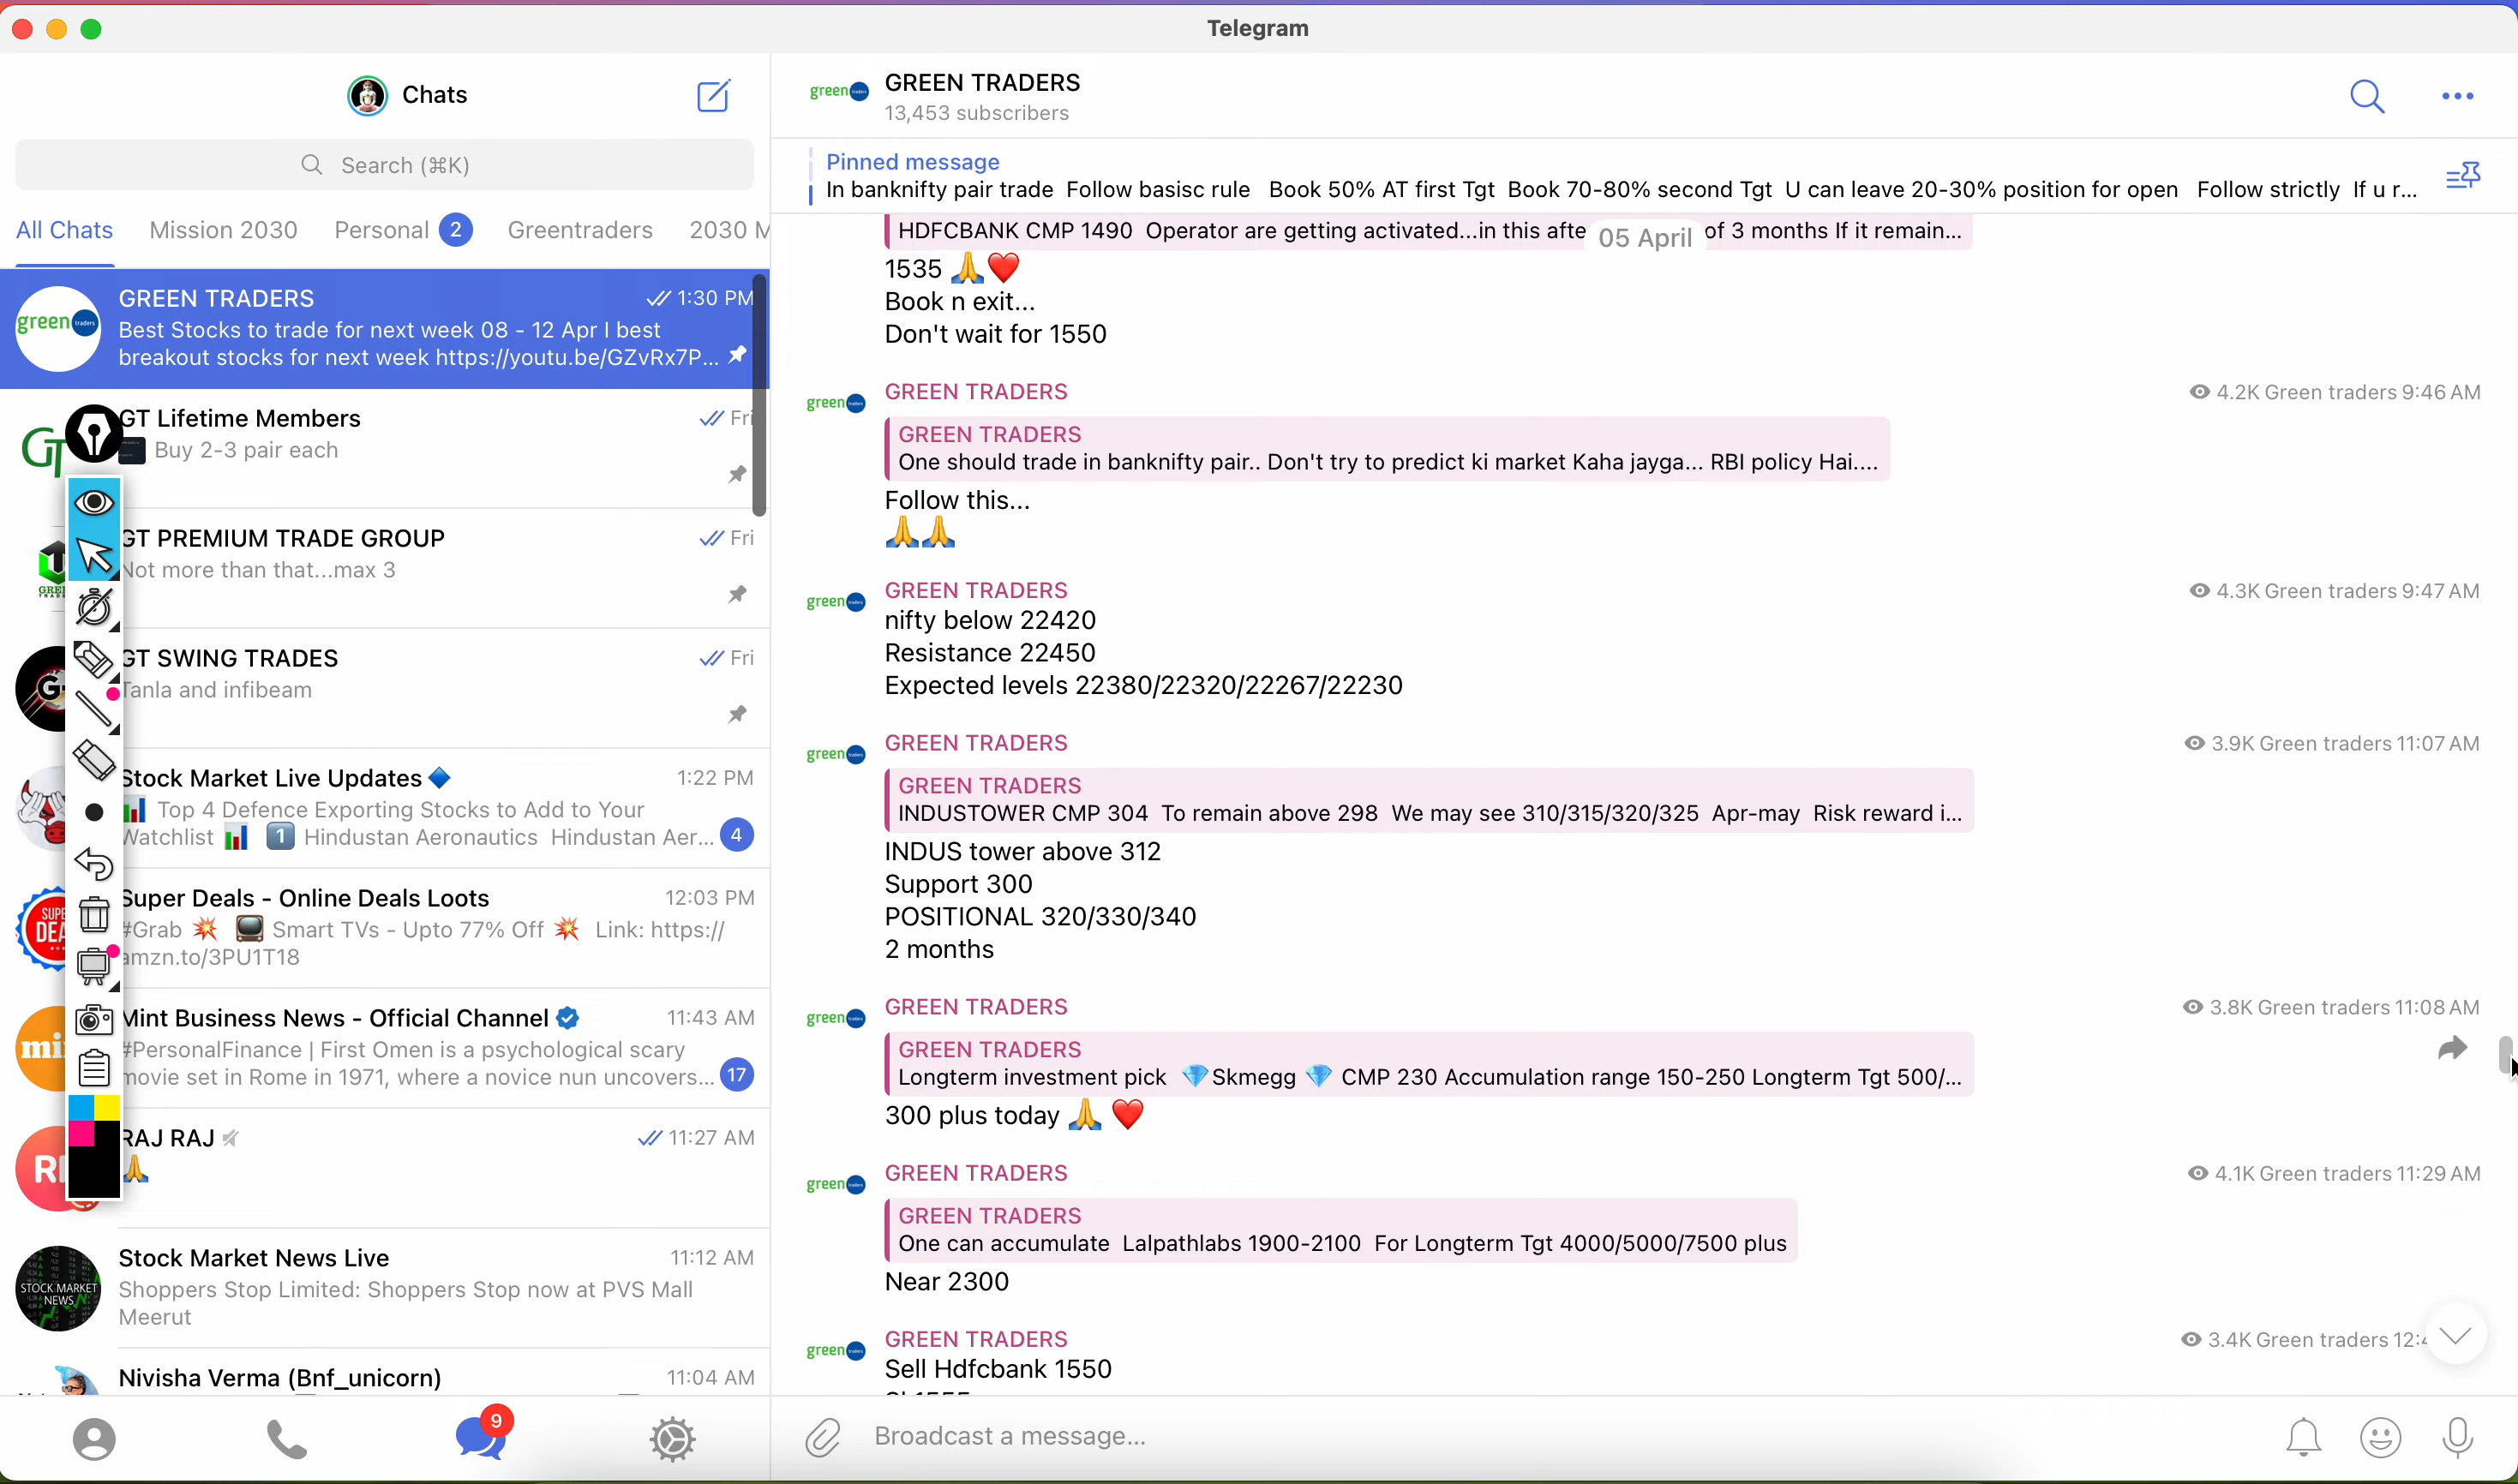 Telegram
Chats
Search (⌘K)
All Chats
Mission 2030
Personal 2
Greentraders
2030 M
GREEN TRADERS
1:30 PM
Best Stocks to trade for next week 08 - 12 Apr I best
breakout stocks for next week https://youtu.be/GZvRx7P...
GT Lifetime Members
Fri
Buy 2-3 pair each
GT PREMIUM TRADE GROUP
Fri
Not more than that...max 3
GT SWING TRADES
Fri
Tanla and infibeam
Stock Market Live Updates
1:22 PM
Top 4 Defence Exporting Stocks to Add to Your
Watchlist 1 Hindustan Aeronautics Hindustan Aer...
4
Super Deals - Online Deals Loots
12:03 PM
#Grab Smart TVs - Upto 77% Off Link: https://
amzn.to/3PU1T18
Mint Business News - Official Channel
11:43 AM
#PersonalFinance | First Omen is a psychological scary
movie set in Rome in 1971, where a novice nun uncovers...
17
RAJ RAJ
11:27 AM
🙏
STOCK MARKET
NEWS
Stock Market News Live
11:12 AM
Shoppers Stop Limited: Shoppers Stop now at PVS Mall
Meerut
Nivisha Verma (Bnf_unicorn)
11:04 AM
9
green traders
GREEN TRADERS
13,453 subscribers
Pinned message
In banknifty pair trade Follow basisc rule Book 50% AT first Tgt Book 70-80% second Tgt U can leave 20-30% position for open Follow strictly If u r...
05 April
HDFCBANK CMP 1490 Operator are getting activated...in this afte of 3 months If it remain...
1535 🙏❤️
Book n exit...
Don't wait for 1550
GREEN TRADERS
4.2K Green traders 9:46 AM
GREEN TRADERS
One should trade in banknifty pair.. Don't try to predict ki market Kaha jayga... RBI policy Hai....
Follow this...
🙏🙏
GREEN TRADERS
4.3K Green traders 9:47 AM
nifty below 22420
Resistance 22450
Expected levels 22380/22320/22267/22230
GREEN TRADERS
3.9K Green traders 11:07 AM
GREEN TRADERS
INDUSTOWER CMP 304 To remain above 298 We may see 310/315/320/325 Apr-may Risk reward i...
INDUS tower above 312
Support 300
POSITIONAL 320/330/340
2 months
GREEN TRADERS
3.8K Green traders 11:08 AM
GREEN TRADERS
Longterm investment pick 💎Skmegg 💎 CMP 230 Accumulation range 150-250 Longterm Tgt 500/...
300 plus today 🙏 ❤️
GREEN TRADERS
4.1K Green traders 11:29 AM
GREEN TRADERS
One can accumulate Lalpathlabs 1900-2100 For Longterm Tgt 4000/5000/7500 plus
Near 2300
GREEN TRADERS
3.4K Green traders
Sell Hdfcbank 1550
Broadcast a message...